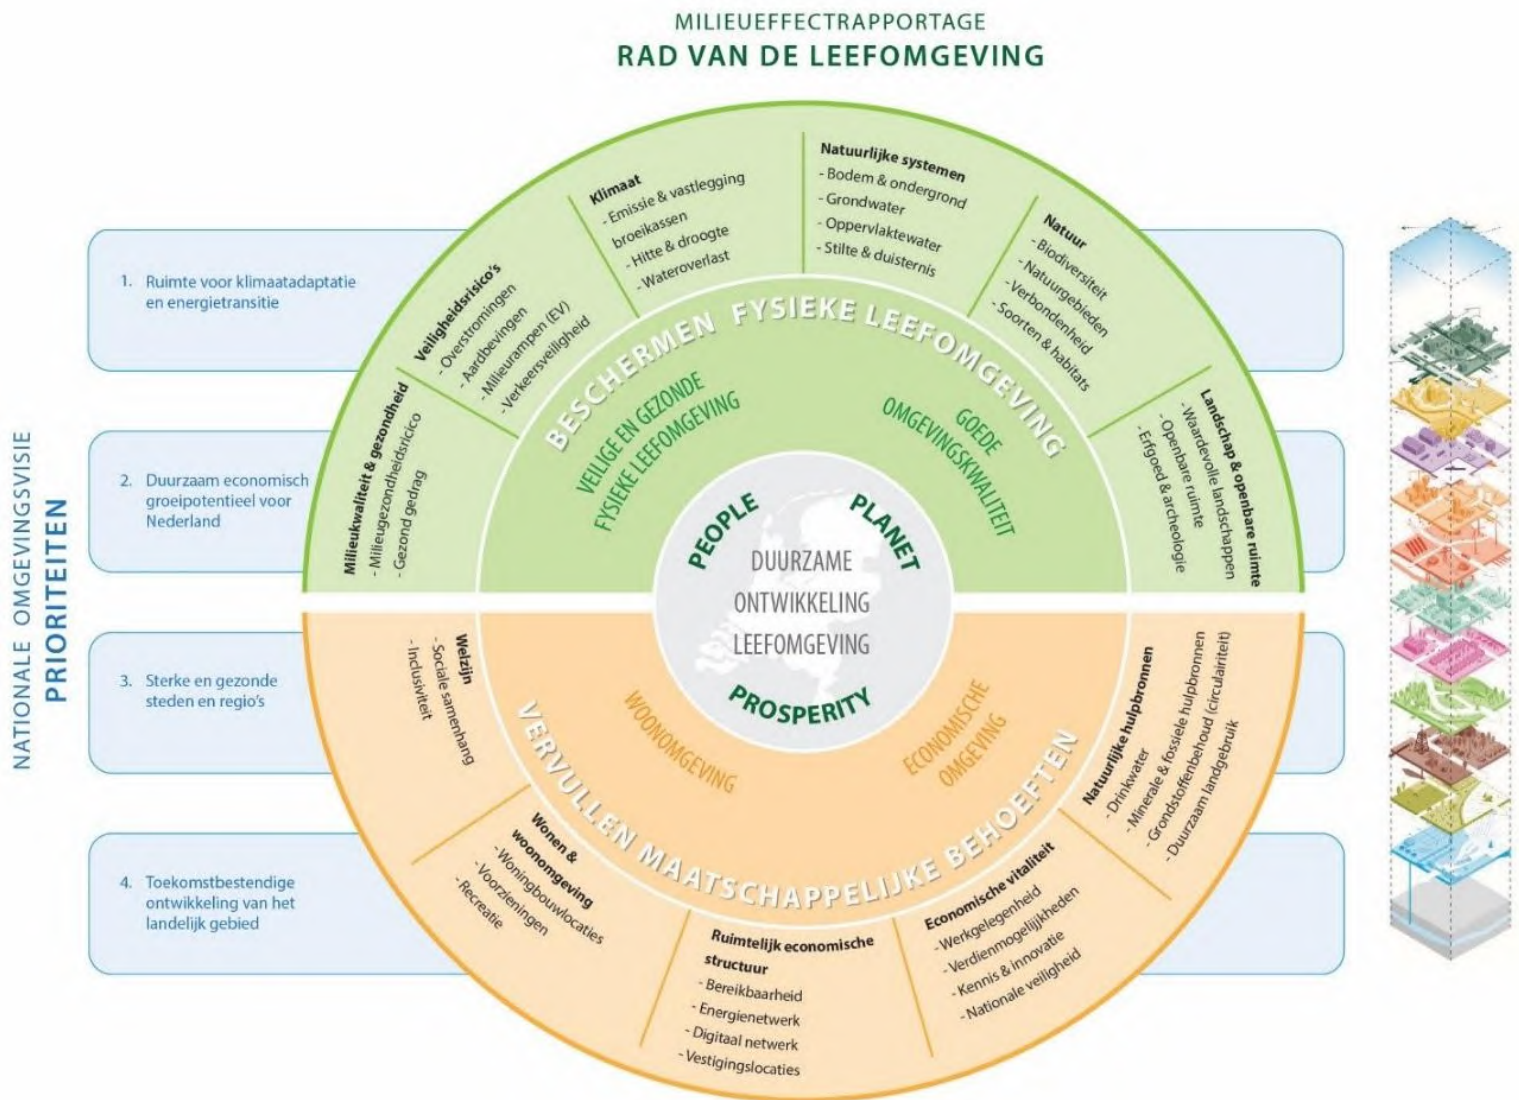 MILIEUEFFECTRAPPORTAGE
RAD VAN DE LEEFOMGEVING
NATIONALE OMGEVINGSVISIE
PRIORITEITEN
1. Ruimte voor klimaatadaptatie
en energietransitie
2. Duurzaam economisch
groeipotentieel voor
Nederland
3. Sterke en gezonde
steden en regio's
4. Toekomstbestendige
ontwikkeling van het
landelijk gebied
Milieukwaliteit & gezondheid
- Milieugezondheidsricico
- Gezond gedrag
Veiligheidsrisico's
- Overstromingen
- Aardbevingen
- Milieurampen (EV)
- Verkeersveiligheid
Klimaat
- Emissie & vastlegging
broeikassen
- Hitte & droogte
- Wateroverlast
Natuurlijke systemen
- Bodem & ondergrond
- Grondwater
- Oppervlaktewater
- Stilte & duisternis
Natuur
- Biodiversiteit
- Natuurgebieden
- Verbondenheid
- Soorten & habitats
Landschap & openbare ruimte
- Waardevolle landschappen
- Openbare ruimte
- Erfgoed & archeologie
BESCHERMEN FYSIEKE LEEFOMGEVING
VEILIGE EN GEZONDE
FYSIEKE LEEFOMGEVING
GOEDE
OMGEVINGSKWALITEIT
PEOPLE
PLANET
DUURZAME
ONTWIKKELING
LEEFOMGEVING
PROSPERITY
WOONOMGEVING
ECONOMISCHE
OMGEVING
VERVULLEN MAATSCHAPPELIJKE BEHOEFTEN
Welzijn
- Sociale samenhang
- Inclusiviteit
Wonen &
woonomgeving
- Woningbouwlocaties
- Voorzieningen
- Recreatie
Ruimtelijk economische
structuur
- Bereikbaarheid
- Energienetwerk
- Digitaal netwerk
- Vestigingslocaties
Economische vitaliteit
- Werkgelegenheid
- Verdienmogelijkheden
- Kennis & innovatie
- Nationale veiligheid
Natuurlijke hulpbronnen
- Drinkwater
- Minerale & fossiele hulpbronnen
- Grondstoffenbehoud (circulairiteit)
- Duurzaam landgebruik